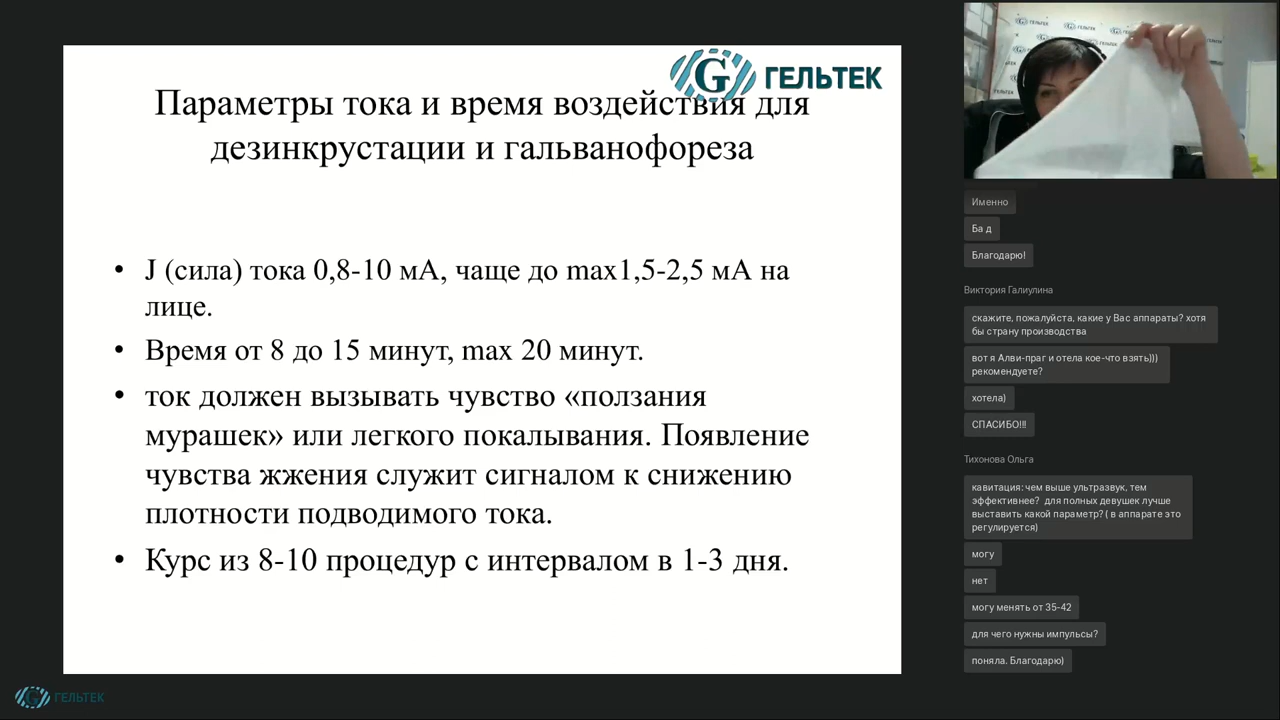 ГЕЛЬТЕК
Параметры тока и время воздействия для
дезинкрустации и гальванофореза
• J (сила) тока 0,8-10 мА, чаще до max1,5-2,5 мА на
лице.
• Время от 8 до 15 минут, max 20 минут.
• ток должен вызывать чувство «ползания
мурашек» или легкого покалывания. Появление
чувства жжения служит сигналом к снижению
плотности подводимого тока.
• Курс из 8-10 процедур с интервалом в 1-3 дня.
ГЕЛЬТЕК
Именно
Ба д
Благодарю!
Виктория Галиулина
скажите, пожалуйста, какие у Вас аппараты? хотя
бы страну производства
вот я Алви-праг и отела кое-что взять)))
рекомендуете?
хотела)
СПАСИБО!!!
Тихонова Ольга
кавитация: чем выше ультразвук, тем
эффективнее? для полных девушек лучше
выставить какой параметр? ( в аппарате это
регулируется)
могу
нет
могу менять от 35-42
для чего нужны импульсы?
поняла. Благодарю)